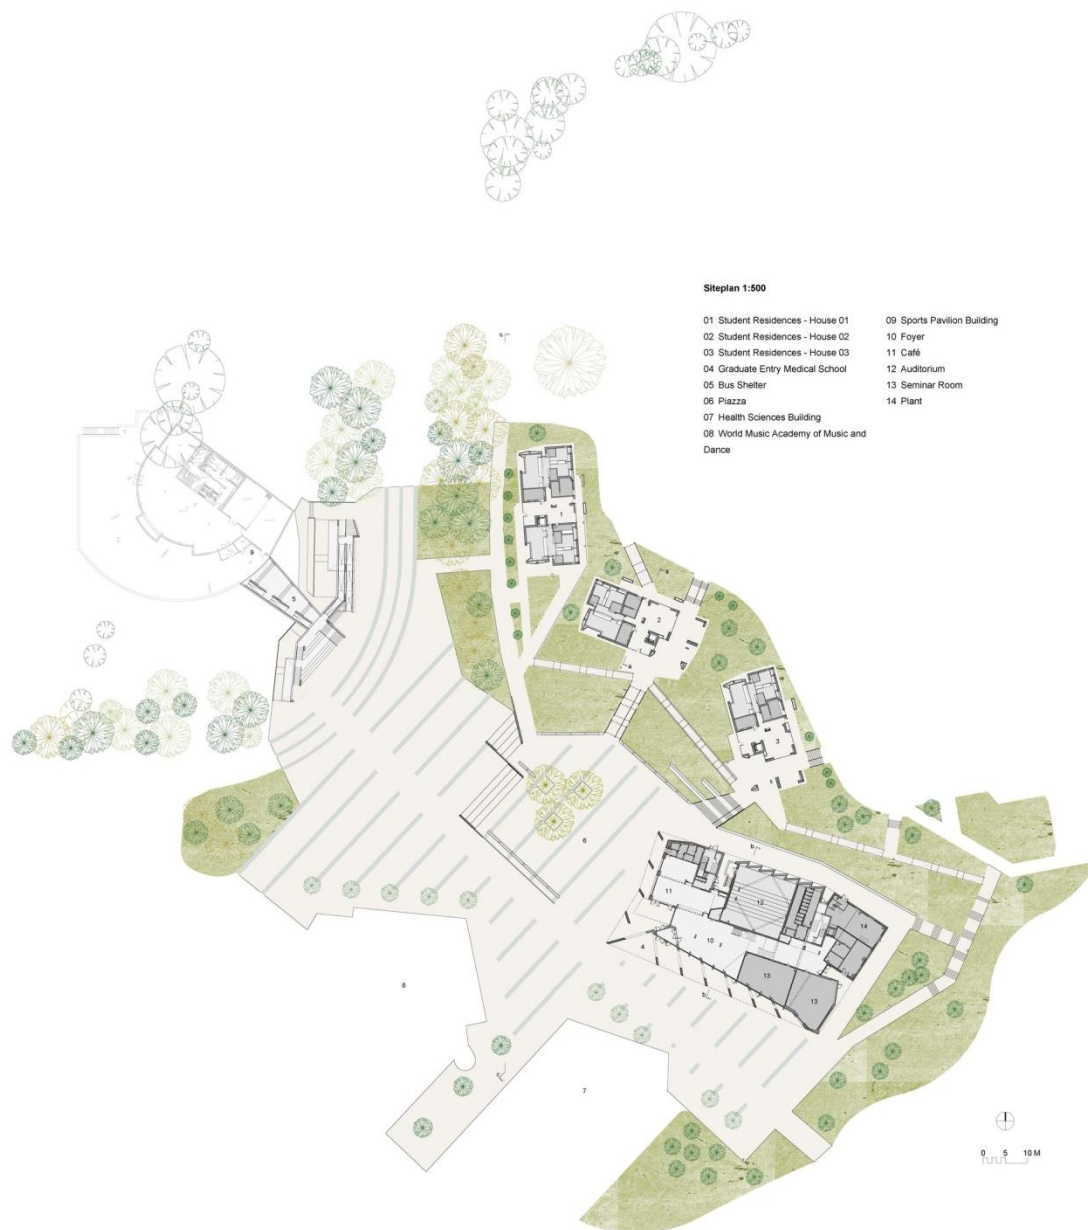 Siteplan 1:500
01 Student Residences - House 01
02 Student Residences - House 02
03 Student Residences - House 03
04 Graduate Entry Medical School
05 Bus Shelter
06 Piazza
07 Health Sciences Building
08 World Music Academy of Music and
Dance
09 Sports Pavilion Building
10 Foyer
11 Café
12 Auditorium
13 Seminar Room
14 Plant
c
1
9
5
2
3
6
b
11
12
14
4
10
13
13
b
8
c
7
0 5 10 M